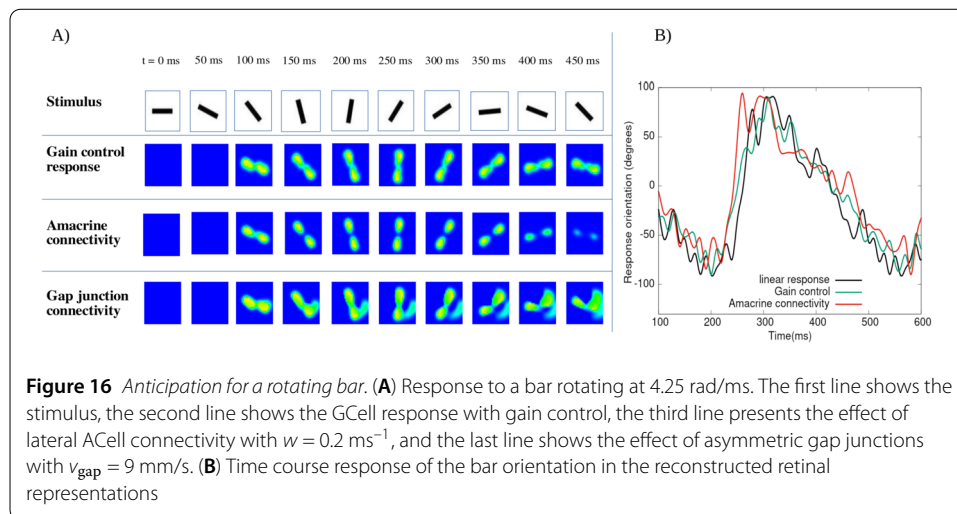 A)
t = 0 ms 50 ms 100 ms 150 ms 200 ms 250 ms 300 ms 350 ms 400 ms 450 ms
Stimulus
Gain control
response
Amacrine
connectivity
Gap junction
connectivity
B)
Response orientation (degrees)
100
50
0
-50
-100
linear response
Gain control
Amacrine connectivity
100 200 300 400 500 600
Time(ms)
Figure 16 Anticipation for a rotating bar. (A) Response to a bar rotating at 4.25 rad/ms. The first line shows the
stimulus, the second line shows the GCell response with gain control, the third line presents the effect of
lateral ACell connectivity with w = 0.2 ms⁻¹, and the last line shows the effect of asymmetric gap junctions
with vgap = 9 mm/s. (B) Time course response of the bar orientation in the reconstructed retinal
representations